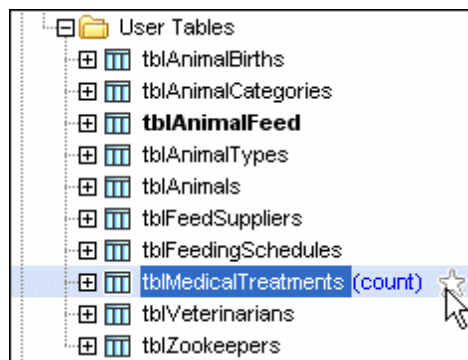 User Tables
tblAnimalBirths
tblAnimalCategories
tblAnimalFeed
tblAnimalTypes
tblAnimals
tblFeedSuppliers
tblFeedingSchedules
tblMedicalTreatments (count)
tblVeterinarians
tblZookeepers